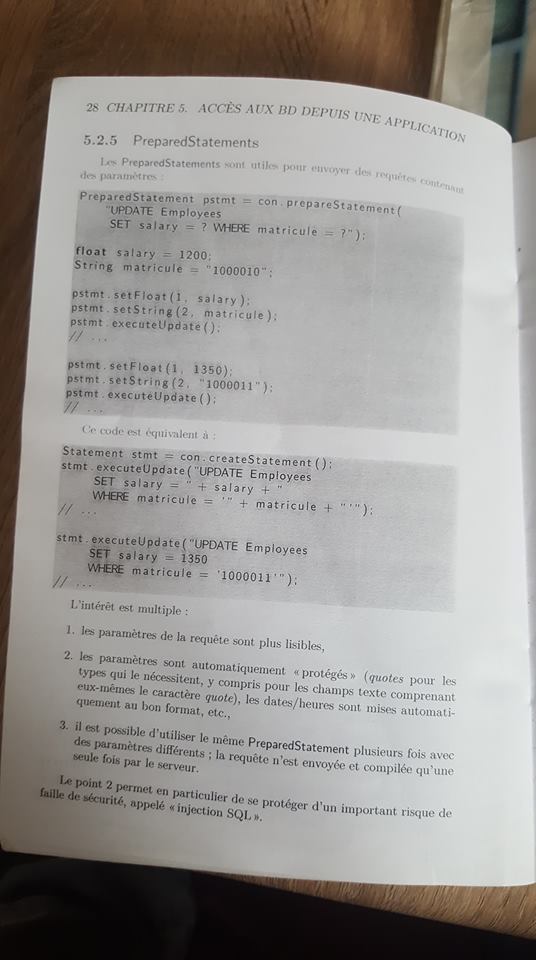 28 CHAPITRE 5. ACCÈS AUX BD DEPUIS UNE APPLICATION
5.2.5 PreparedStatements
Les PreparedStatements sont utiles pour envoyer des requêtes contenant
des paramètres :
PreparedStatement pstmt = con.prepareStatement(
"UPDATE Employees
SET salary = ? WHERE matricule = ?");
float salary = 1200;
String matricule = "1000010";
pstmt.setFloat(1, salary);
pstmt.setString(2, matricule);
pstmt.executeUpdate();
// ...
pstmt.setFloat(1, 1350);
pstmt.setString(2, "1000011");
pstmt.executeUpdate();
// ...
Ce code est équivalent à :
Statement stmt = con.createStatement();
stmt.executeUpdate("UPDATE Employees
SET salary = " + salary + "
WHERE matricule = '" + matricule + "'");
// ...
stmt.executeUpdate("UPDATE Employees
SET salary = 1350
WHERE matricule = '1000011'");
// ...
L'intérêt est multiple :
1. les paramètres de la requête sont plus lisibles,
2. les paramètres sont automatiquement « protégés » (quotes pour les
types qui le nécessitent, y compris pour les champs texte comprenant
eux-mêmes le caractère quote), les dates/heures sont mises automati-
quement au bon format, etc.,
3. il est possible d'utiliser le même PreparedStatement plusieurs fois avec
des paramètres différents ; la requête n'est envoyée et compilée qu'une
seule fois par le serveur.
Le point 2 permet en particulier de se protéger d'un important risque de
faille de sécurité, appelé « injection SQL ».